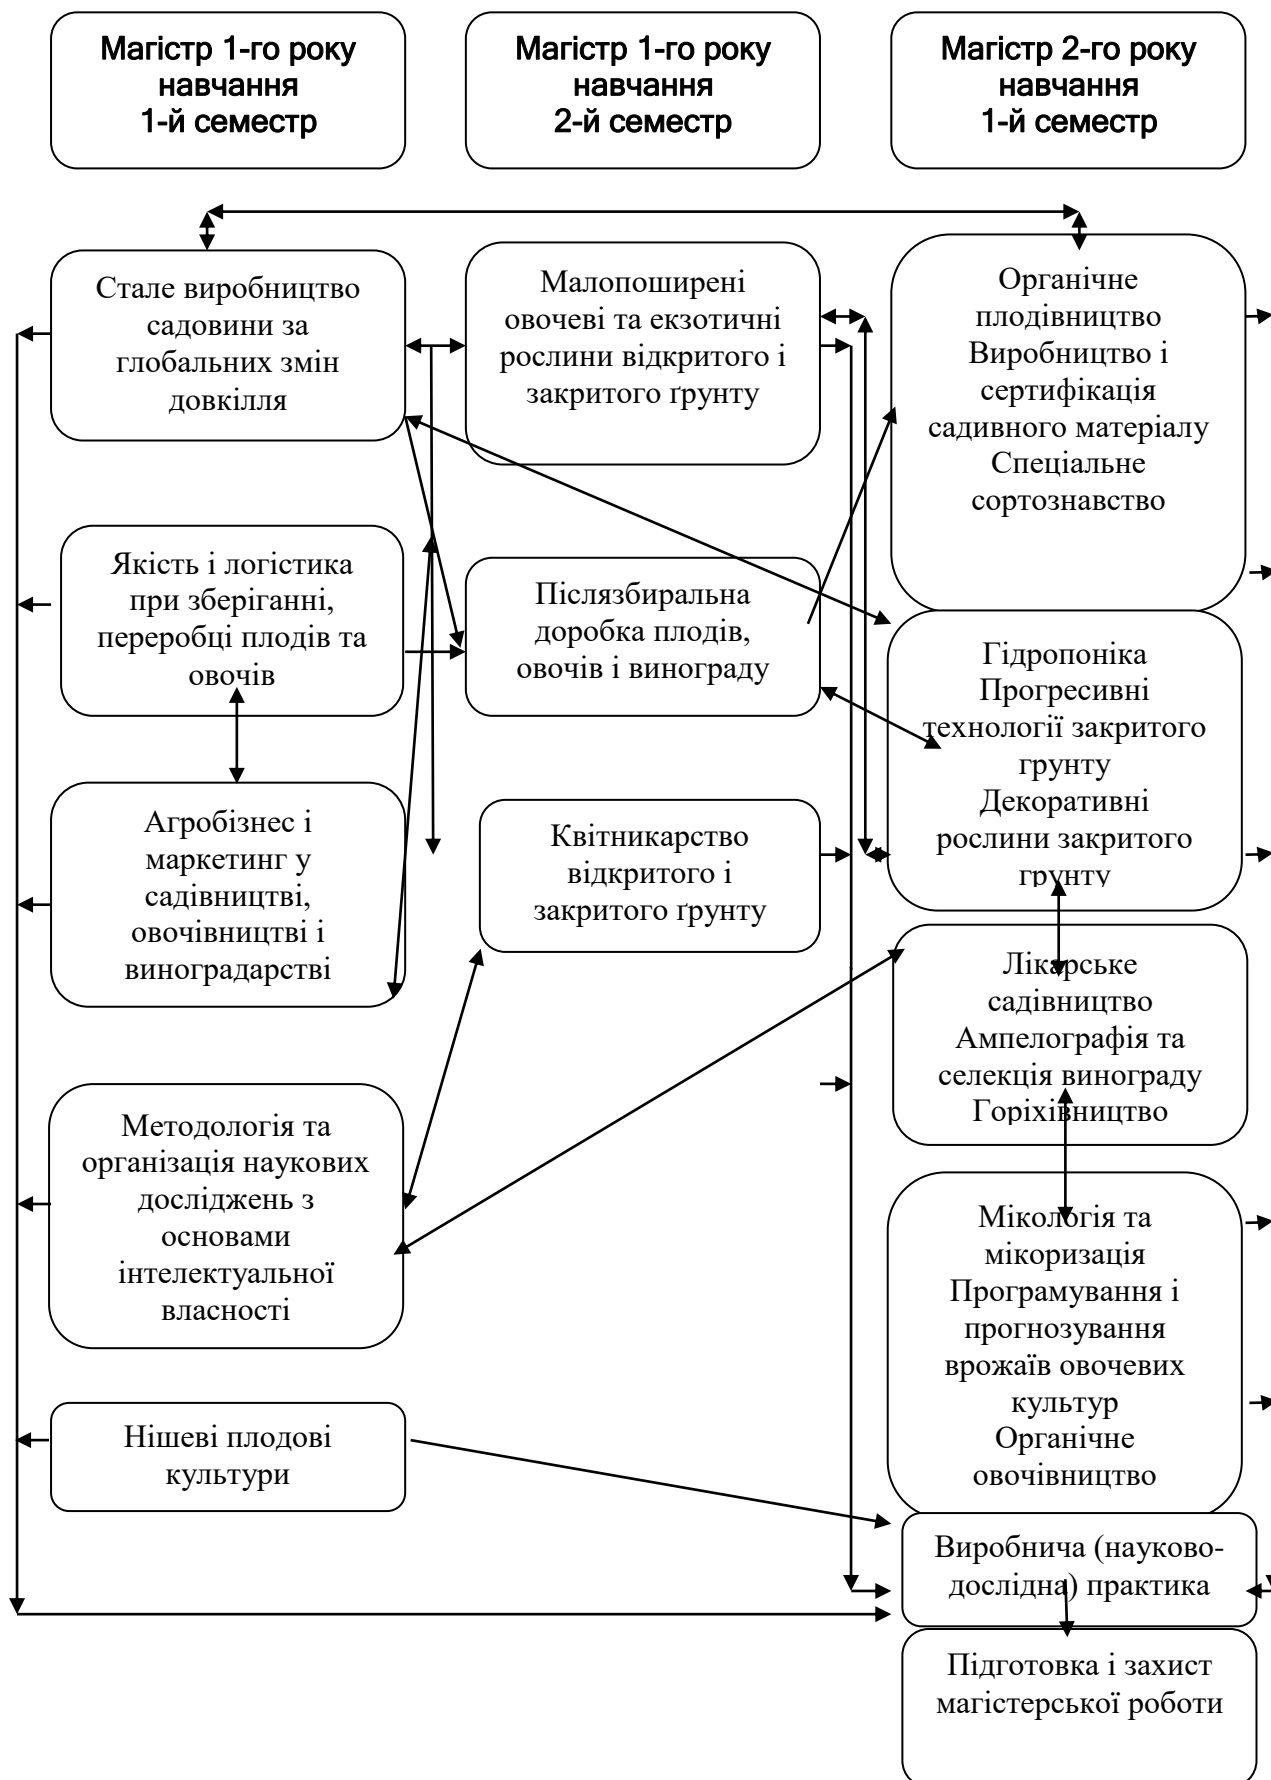 Магістр 1-го року
навчання
1-й семестр
Магістр 1-го року
навчання
2-й семестр
Магістр 2-го року
навчання
1-й семестр
Стале виробництво
садовини за
глобальних змін
довкілля
Якість і логістика
при зберіганні,
переробці плодів та
овочів
Агробізнес і
маркетинг у
садівництві,
овочівництві і
виноградарстві
Методологія та
організація наукових
досліджень з
основами
інтелектуальної
власності
Нішеві плодові
культури
Малопоширені
овочеві та екзотичні
рослини відкритого і
закритого ґрунту
Післязбиральна
доробка плодів,
овочів і винограду
Квітникарство
відкритого і
закритого ґрунту
Органічне
плодівництво
Виробництво і
сертифікація
садивного матеріалу
Спеціальне
сортознавство
Гідропоніка
Прогресивні
технології закритого
грунту
Декоративні
рослини закритого
грунту
Лікарське
садівництво
Ампелографія та
селекція винограду
Горіхівництво
Мікологія та
мікоризація
Програмування і
прогнозування
врожаїв овочевих
культур
Органічне
овочівництво
Виробнича (науково-
дослідна) практика
Підготовка і захист
магістерської роботи